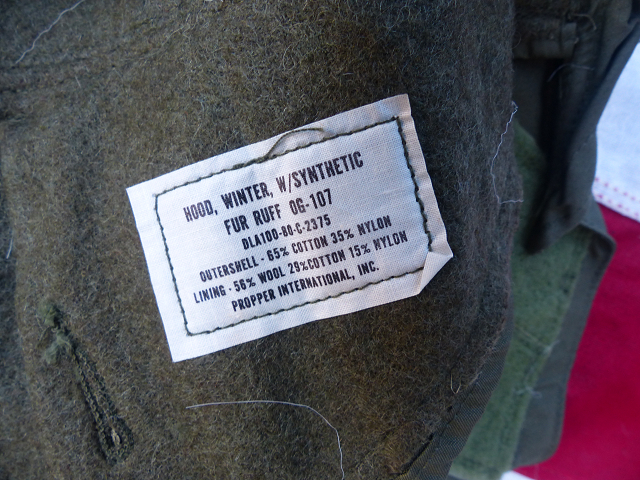 HOOD, WINTER, W/SYNTHETIC
FUR RUFF OG-107
DLA100-80-C-2375
OUTERSHELL - 65% COTTON 35% NYLON
LINING - 56% WOOL 29%COTTON 15% NYLON
PROPPER INTERNATIONAL, INC.